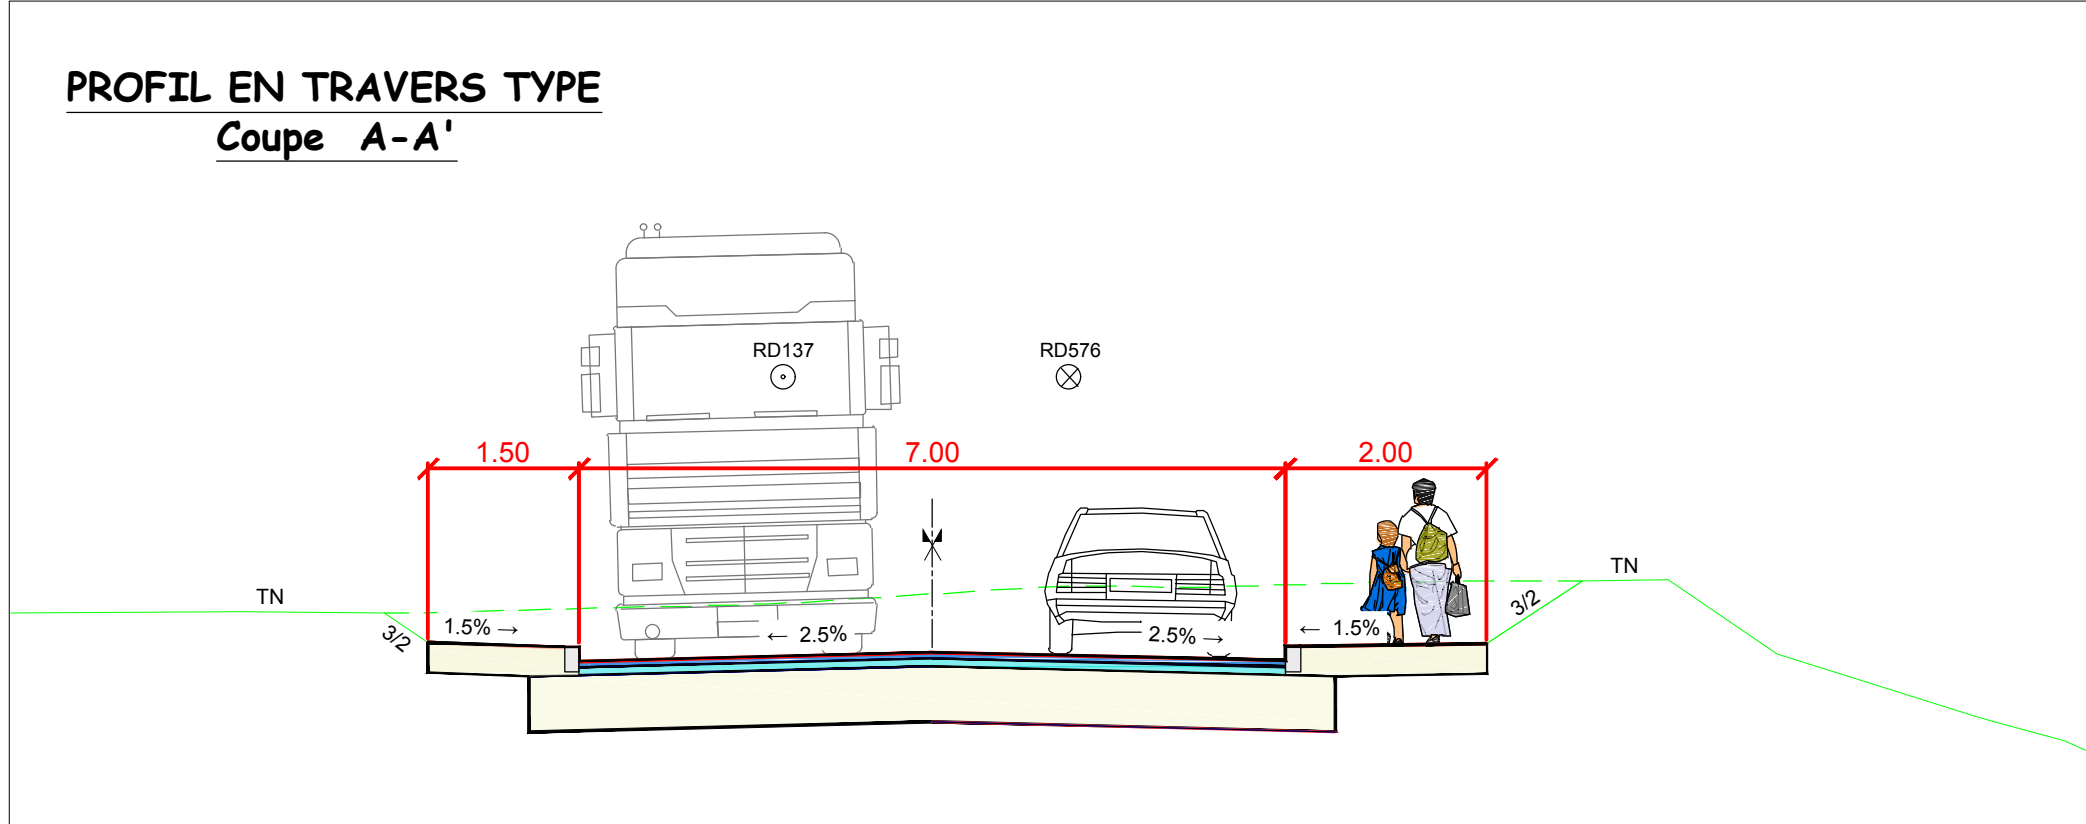 PROFIL EN TRAVERS TYPE
Coupe A-A'
RD137
RD576
1.50
7.00
2.00
TN
TN
3/2
1.5% →
← 2.5%
2.5% →
← 1.5%
3/2